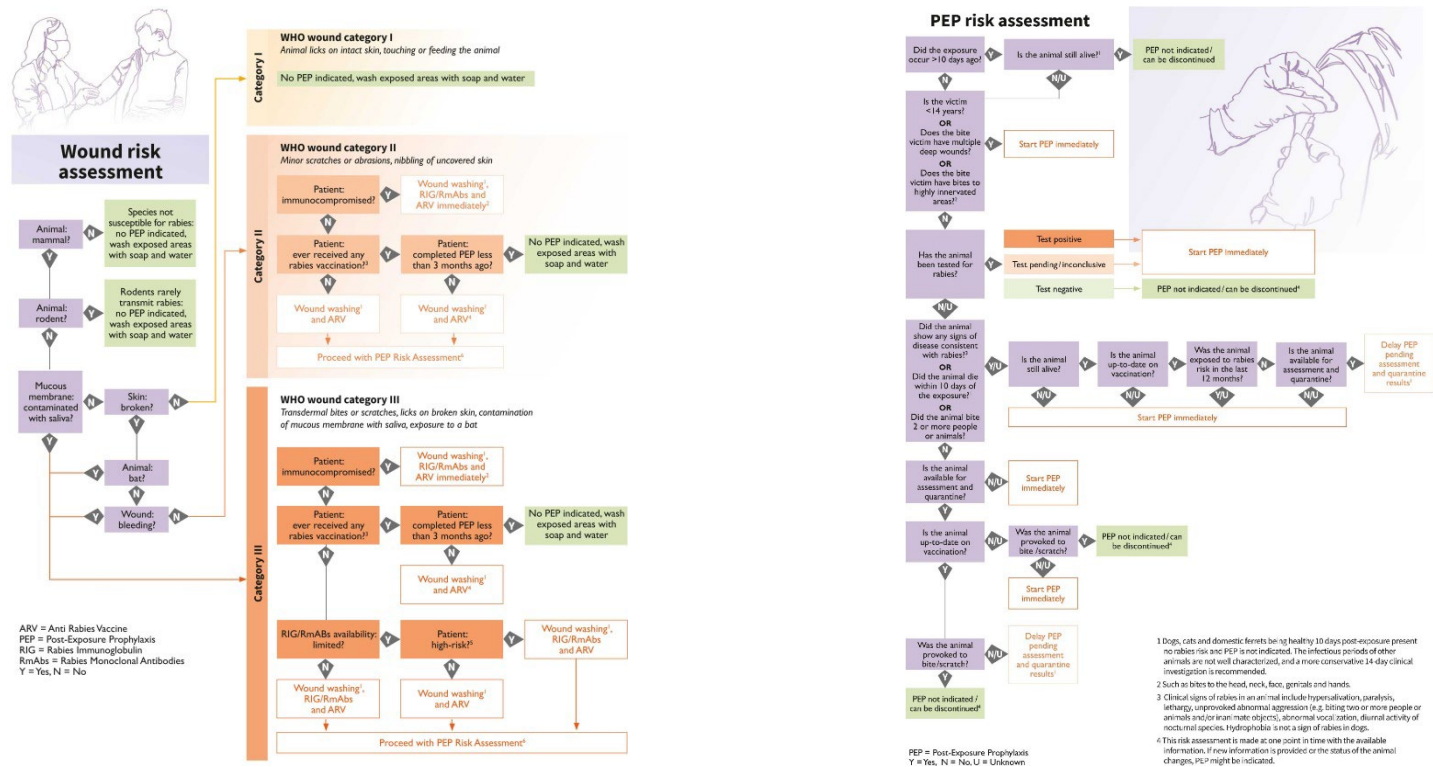 Wound risk
assessment
Animal:
mammal?
N
Species not
susceptible for rabies:
no PEP indicated,
wash exposed areas
with soap and water
Y
Animal:
rodent?
Y
Rodents rarely
transmit rabies:
no PEP indicated,
wash exposed areas
with soap and water
N
Mucous
membrane:
contaminated
with saliva?
N
Skin:
broken?
N
Y
Y
Y
Animal:
bat?
N
Y
Wound:
bleeding?
N
ARV = Anti Rabies Vaccine
PEP = Post-Exposure Prophylaxis
RIG = Rabies Immunoglobulin
RmAbs = Rabies Monoclonal Antibodies
Y = Yes, N = No
Category I
WHO wound category I
Animal licks on intact skin, touching or feeding the animal
No PEP indicated, wash exposed areas with soap and water
Category II
WHO wound category II
Minor scratches or abrasions, nibbling of uncovered skin
Patient:
immunocompromised?
Y
Wound washing¹,
RIG/RmAbs and
ARV immediately²
N
Patient:
ever received any
rabies vaccination?³
Y
Patient:
completed PEP less
than 3 months ago?
Y
No PEP indicated, wash
exposed areas with
soap and water
N
N
Wound washing¹
and ARV
Wound washing¹
and ARV⁴
Proceed with PEP Risk Assessment⁶
Category III
WHO wound category III
Transdermal bites or scratches, licks on broken skin, contamination
of mucous membrane with saliva, exposure to a bat
Patient:
immunocompromised?
Y
Wound washing¹,
RIG/RmAbs and
ARV immediately²
N
Patient:
ever received any
rabies vaccination?³
Y
Patient:
completed PEP less
than 3 months ago?
Y
No PEP indicated, wash
exposed areas with
soap and water
N
N
Wound washing¹
and ARV⁴
RIG/RmABs availability:
limited?
Y
Patient:
high-risk?⁵
Y
Wound washing¹,
RIG/RmAbs
and ARV
N
N
Wound washing¹,
RIG/RmAbs
and ARV
Wound washing¹
and ARV
Proceed with PEP Risk Assessment⁶
PEP risk assessment
Did the exposure
occur >10 days ago?
Y
Is the animal still alive?¹
Y
PEP not indicated/
can be discontinued
N
N/U
Is the victim
<14 years?
OR
Does the bite
victim have multiple
deep wounds?
OR
Does the bite
victim have bites to
highly innervated
areas?²
Y
Start PEP immediately
N
Has the animal
been tested for
rabies?
Y
Test positive
Test pending/inconclusive
Start PEP Immediately
Test negative
PEP not indicated/can be discontinued⁴
N/U
Did the animal
show any signs of
disease consistent
with rabies?³
OR
Did the animal die
within 10 days of
the exposure?
OR
Did the animal bite
2 or more people
or animals?
Y/U
Is the animal
still alive?
Y
Is the animal
up-to-date on
vaccination?
Y
Was the animal
exposed to rabies
risk in the last
12 months?
N
Is the animal
available for
assessment and
quarantine?
Y
Delay PEP
pending
assessment
and quarantine
results¹
N/U
N/U
Y/U
N/U
Start PEP immediately
N
Is the animal
available for
assessment and
quarantine?
N/U
Start PEP
immediately
Y
Is the animal
up-to-date on
vaccination?
N/U
Was the animal
provoked to
bite /scratch?
Y
PEP not indicated/can
be discontinued⁴
N/U
Start PEP
immediately
Y
Was the animal
provoked to
bite/scratch?
N/U
Delay PEP
pending
assessment
and quarantine
results¹
Y
PEP not indicated /
can be discontinued⁴
PEP = Post-Exposure Prophylaxis
Y =Yes, N = No, U = Unknown
1 Dogs, cats and domestic ferrets being healthy 10 days post-exposure present
no rabies risk and PEP is not indicated. The infectious periods of other
animals are not well characterized, and a more conservative 14-day clinical
investigation is recommended.
2 Such as bites to the head, neck, face, genitals and hands.
3 Clinical signs of rabies in an animal include hypersalivation, paralysis,
lethargy, unprovoked abnormal aggression (e.g. biting two or more people or
animals and/or inanimate objects), abnormal vocalization, diurnal activity of
nocturnal species. Hydrophobia is not a sign of rabies in dogs.
4 This risk assessment is made at one point in time with the available
information. If new information is provided or the status of the animal
changes, PEP might be indicated.